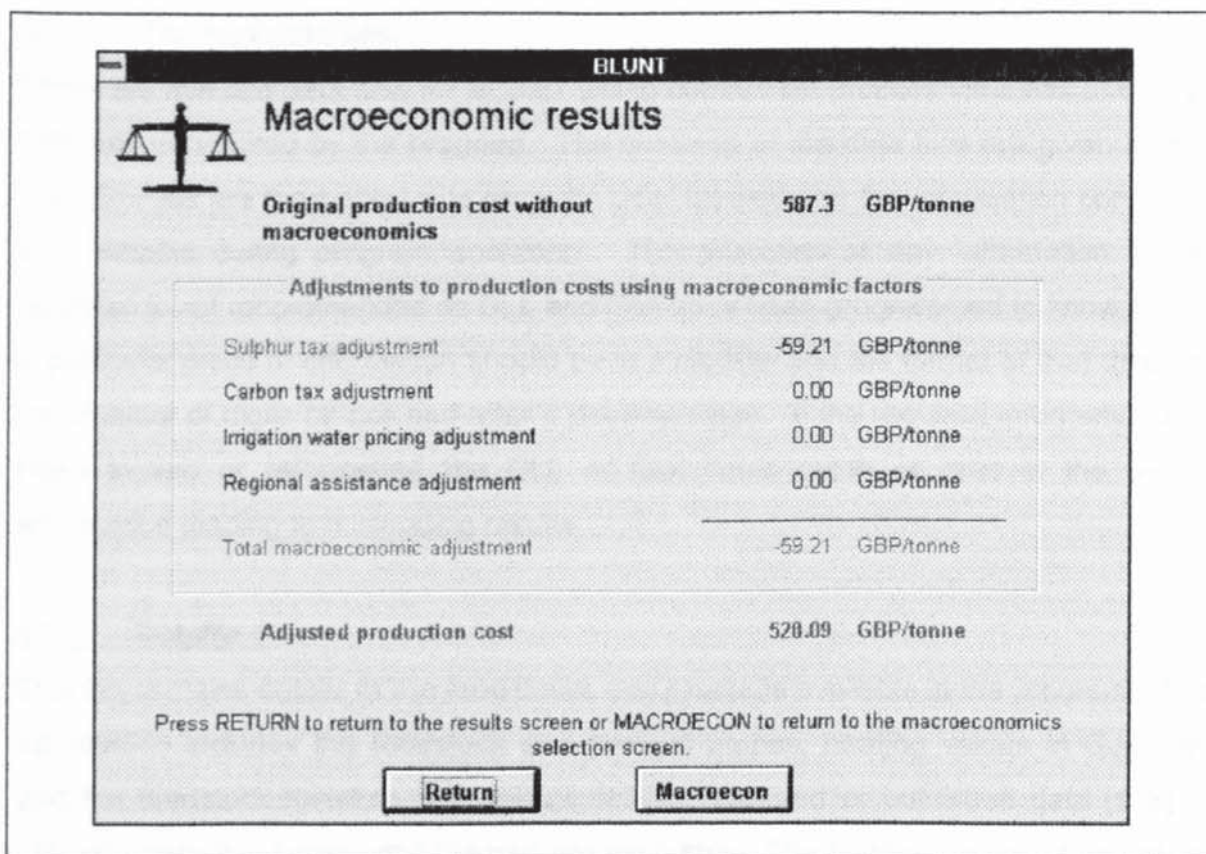 BLUNT
Macroeconomic results
Original production cost without 587.3 GBP/tonne
macroeconomics
Adjustments to production costs using macroeconomic factors
Sulphur tax adjustment -59.21 GBP/tonne
Carbon tax adjustment 0.00 GBP/tonne
Irrigation water pricing adjustment 0.00 GBP/tonne
Regional assistance adjustment 0.00 GBP/tonne
Total macroeconomic adjustment -59.21 GBP/tonne
Adjusted production cost 528.09 GBP/tonne
Press RETURN to return to the results screen or MACROECON to return to the macroeconomics
selection screen.
Return Macroecon